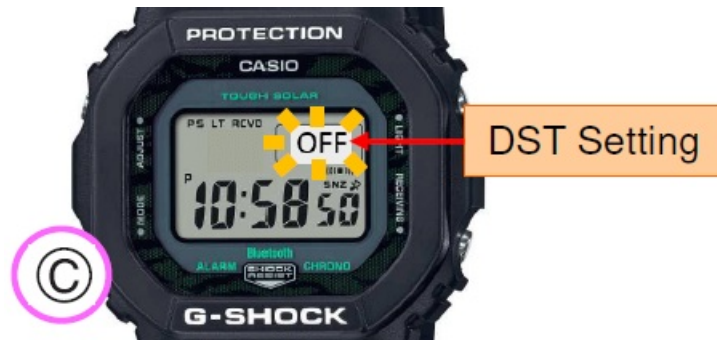 PROTECTION
CASIO
TOUGH SOLAR
PS LT RCVD
OFF
DST Setting
ADJUST
LIGHT
P
SNZ
10:58 50
MODE
RECEIVING
Bluetooth
ALARM
CHRONO
SHOCK
RESIST
©
G-SHOCK